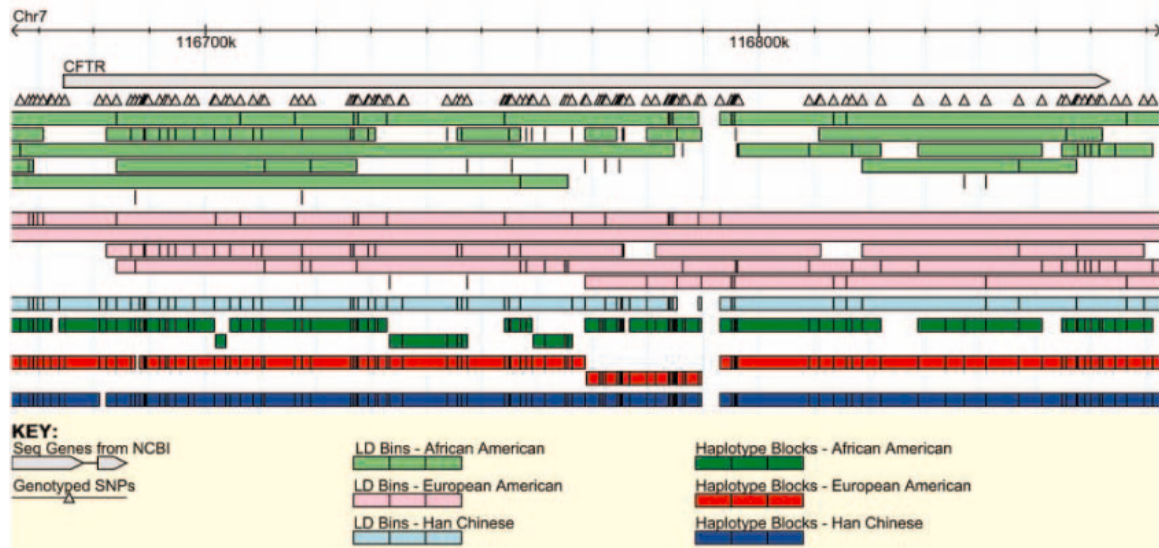 Chr7
116700k 116800k
CFTR
KEY:
Seq Genes from NCBI
Genotyped SNPs
LD Bins - African American
LD Bins - European American
LD Bins - Han Chinese
Haplotype Blocks - African American
Haplotype Blocks - European American
Haplotype Blocks - Han Chinese